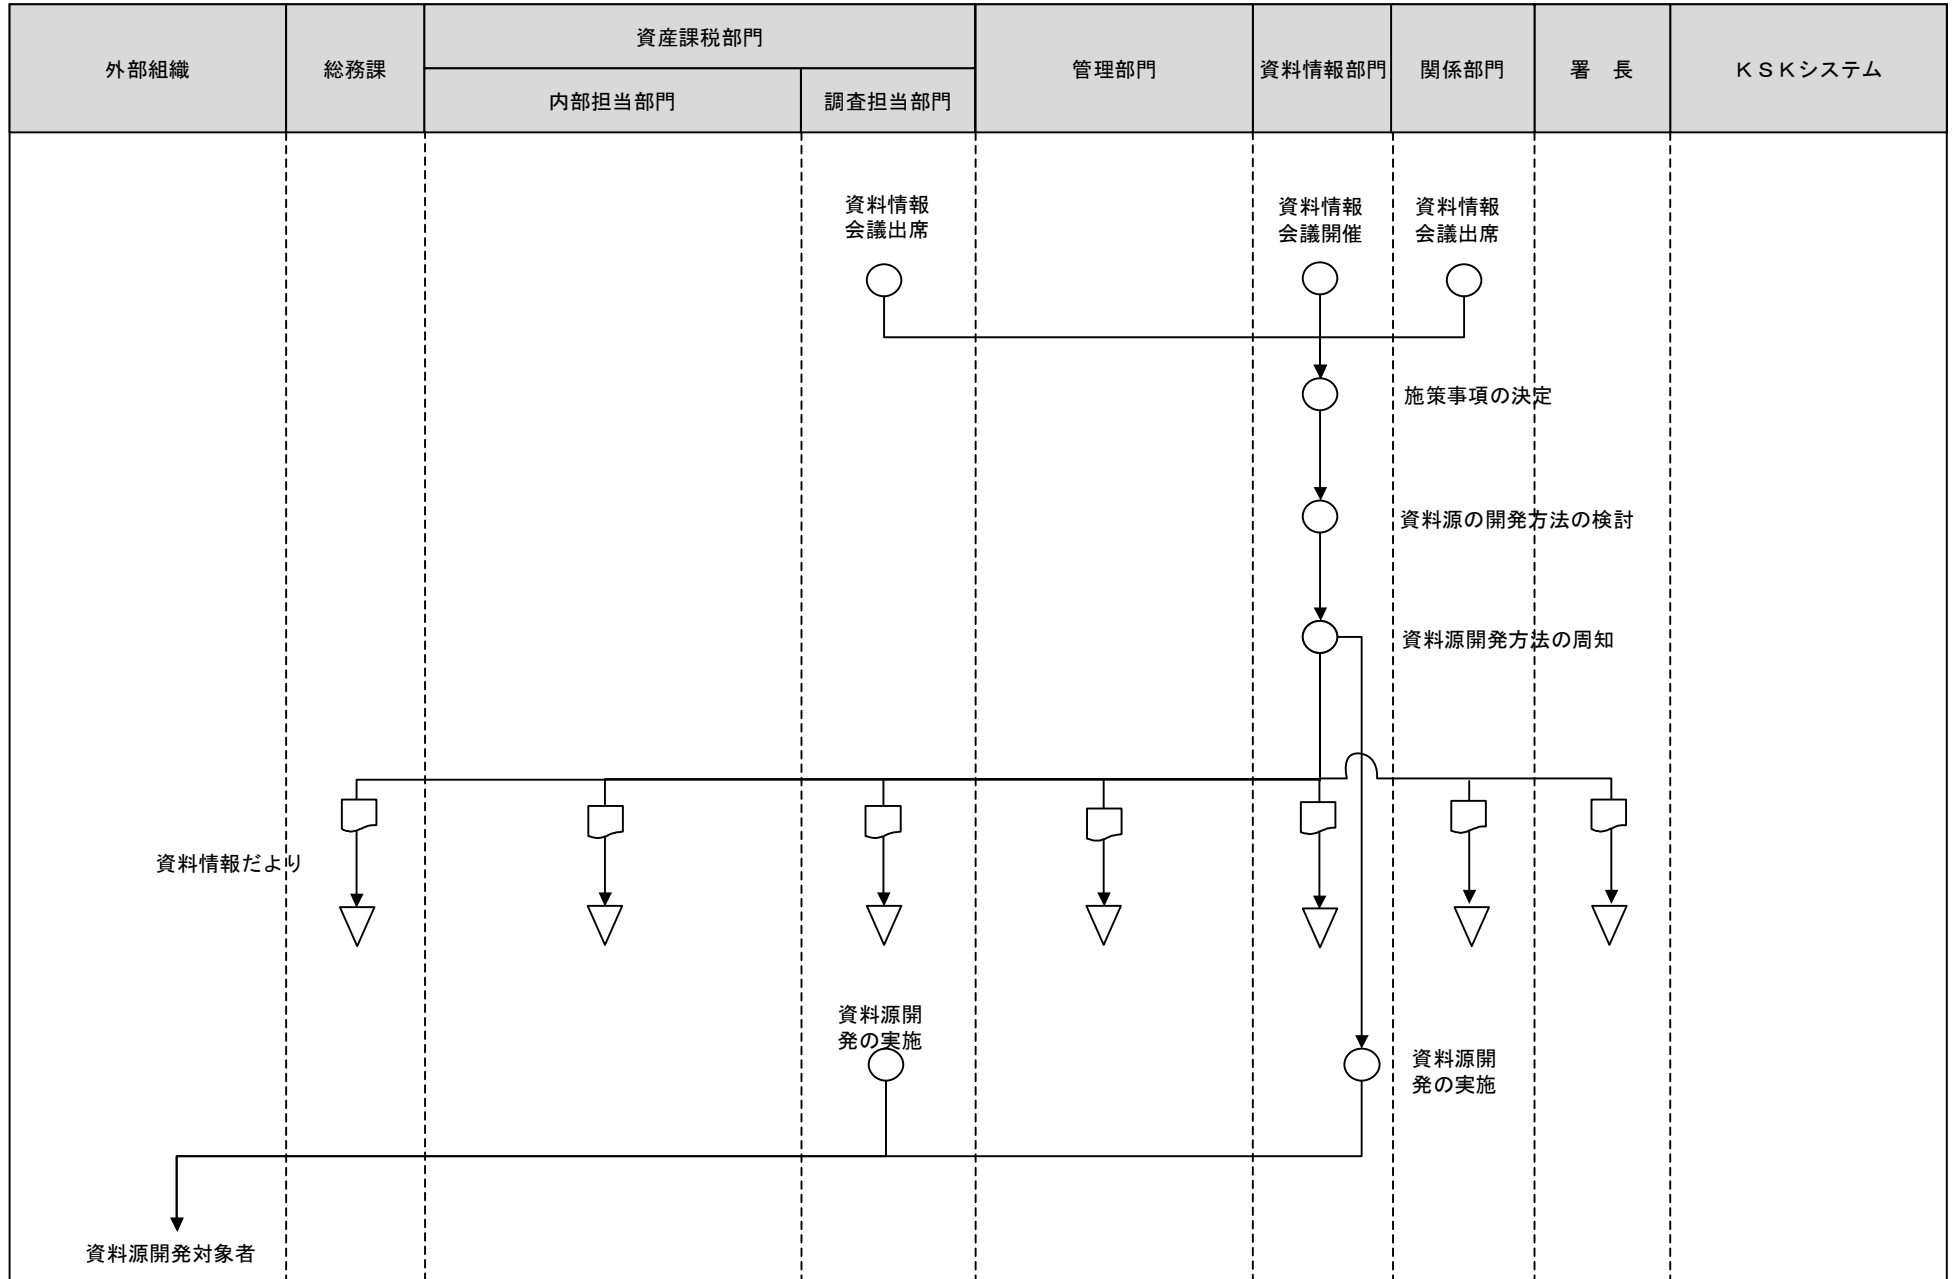 外部組織
総務課
資産課税部門
内部担当部門
調査担当部門
管理部門
資料情報部門
関係部門
署　長
ＫＳＫシステム
資料情報
会議出席
資料情報
会議開催
資料情報
会議出席
施策事項の決定
資料源の開発方法の検討
資料源開発方法の周知
資料情報だより
資料源開
発の実施
資料源開
発の実施
資料源開発対象者